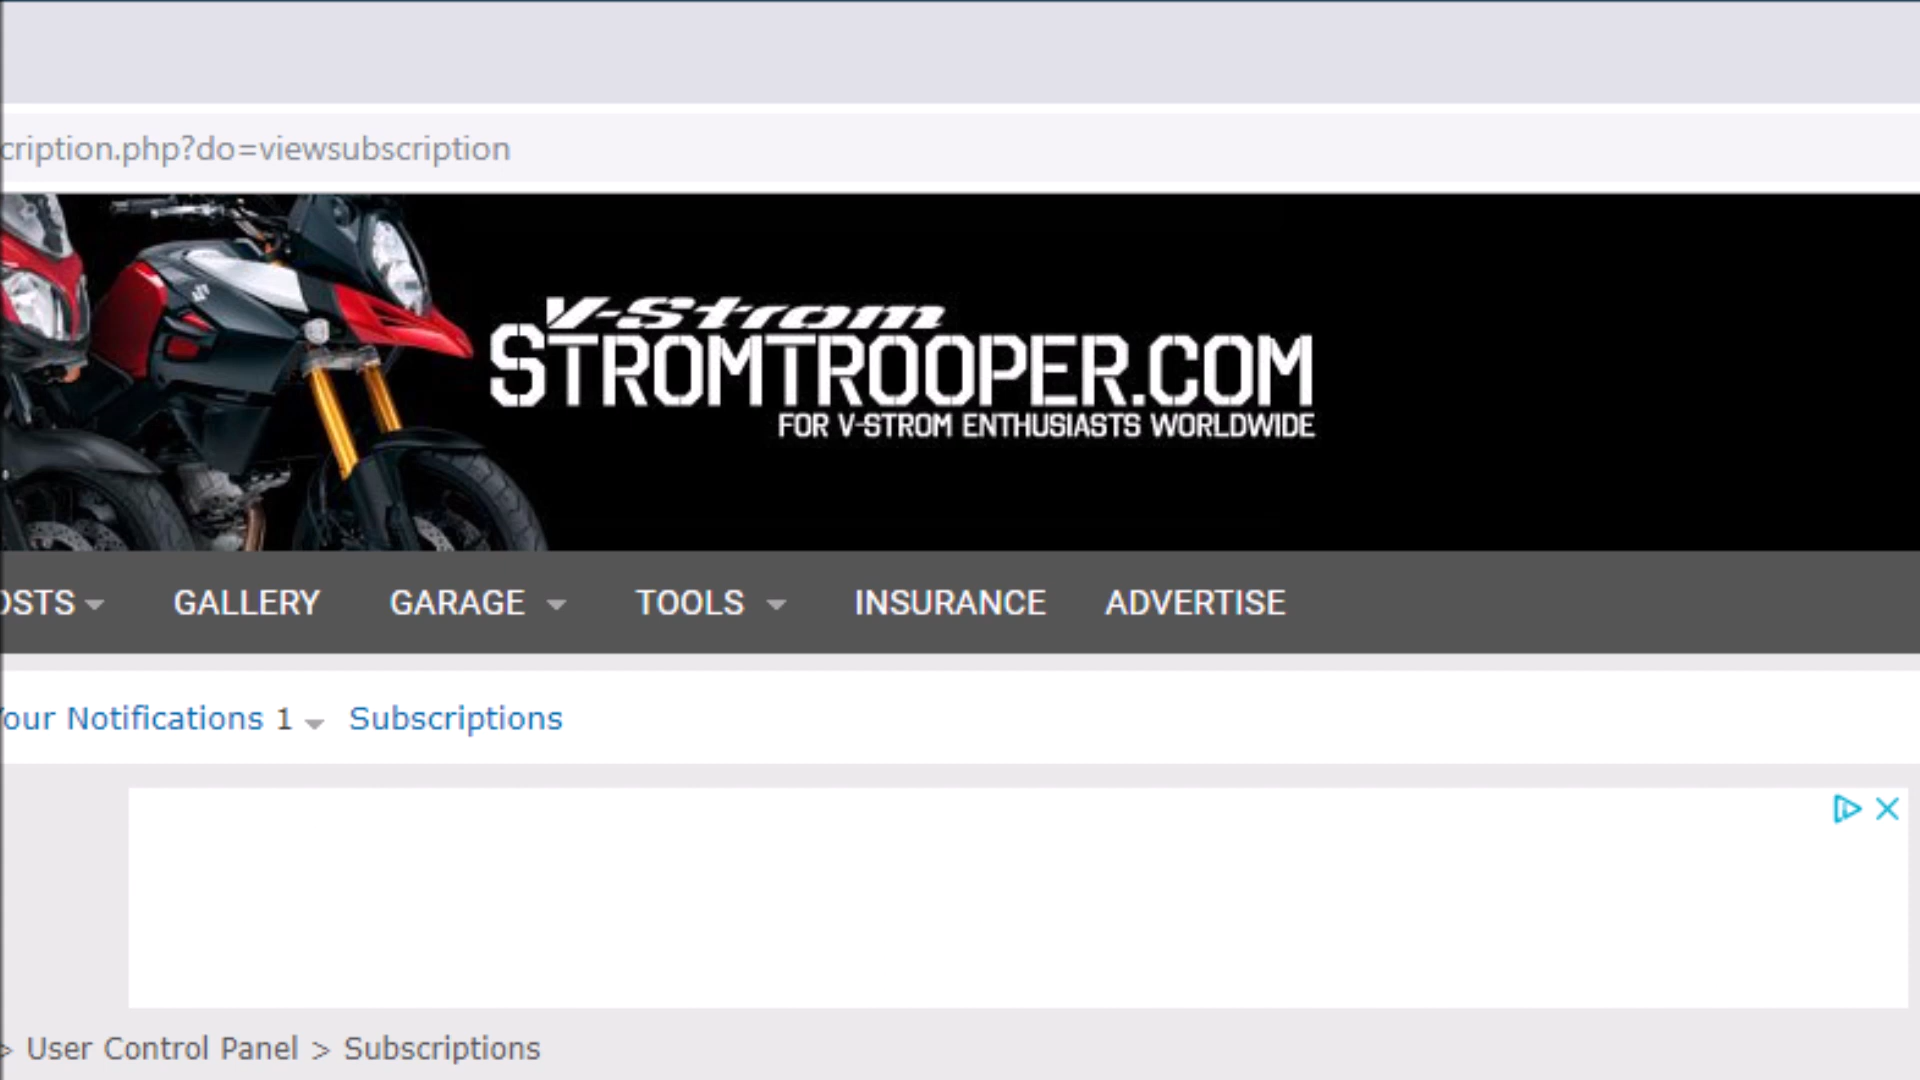 cription.php?do=viewsubscription
V-Strom
STROMTROOPER.COM
FOR V-STROM ENTHUSIASTS WORLDWIDE
OSTS GALLERY GARAGE TOOLS INSURANCE ADVERTISE
our Notifications 1 Subscriptions
> User Control Panel > Subscriptions